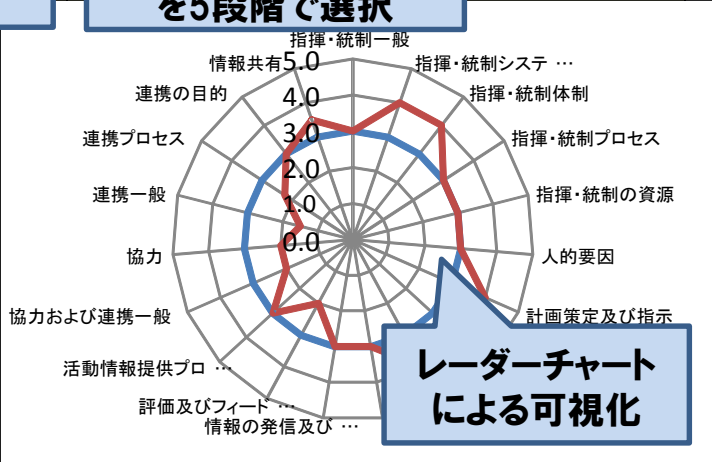 を5段階で選択
指揮・統制一般
情報共有
指揮・統制システ …
連携の目的
指揮・統制体制
連携プロセス
指揮・統制プロセス
連携一般
指揮・統制の資源
協力
人的要因
協力および連携一般
計画策定及び指示
活動情報提供プロ …
評価及びフィード …
情報の発信及び …
5.0
4.0
3.0
2.0
1.0
0.0
レーダーチャート
による可視化